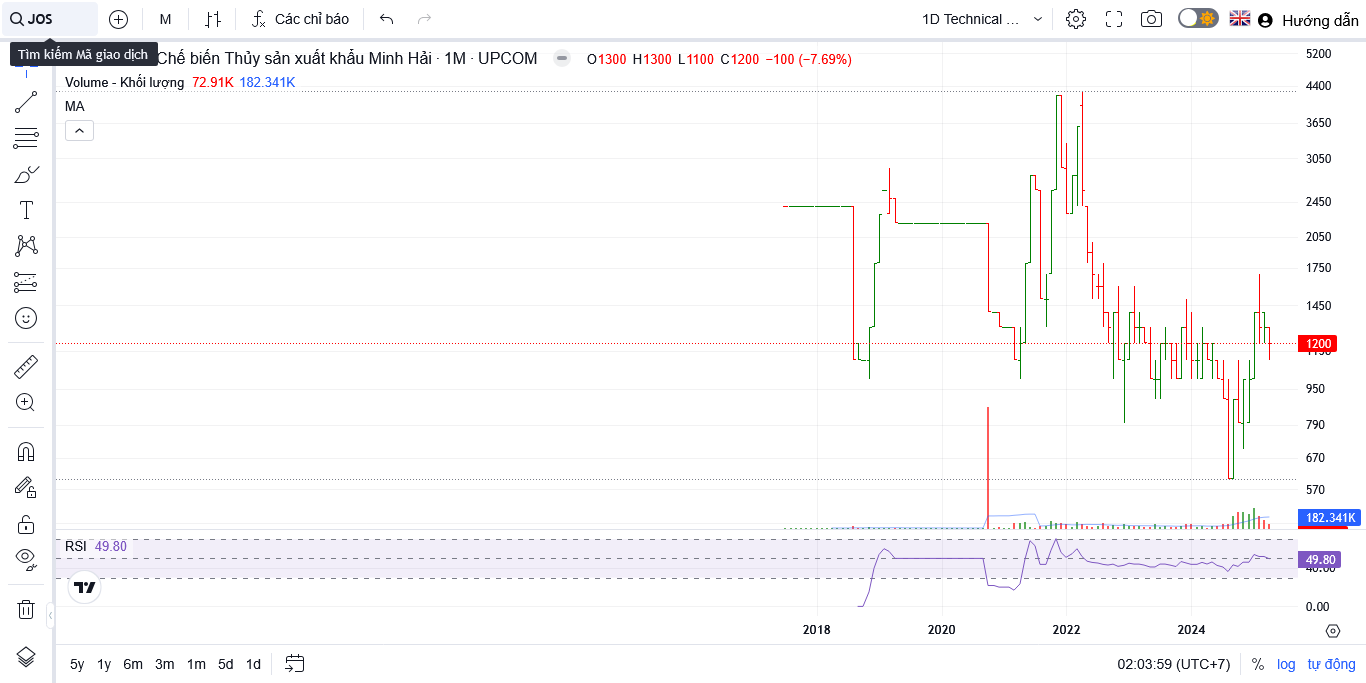 JOS
M
Các chỉ báo
1D Technical ...
Hướng dẫn
Tìm kiếm Mã giao dịch
Chế biến Thủy sản xuất khẩu Minh Hải · 1M · UPCOM
O1300 H1300 L1100 C1200 −100 (−7.69%)
Volume - Khối lượng 72.91K 182.341K
MA
5200
4400
3650
3050
2450
2050
1750
1450
1200
1150
950
790
670
570
182.341K
RSI 49.80
49.80
40.00
0.00
2018 2020 2022 2024
5y 1y 6m 3m 1m 5d 1d
02:03:59 (UTC+7) % log tự động